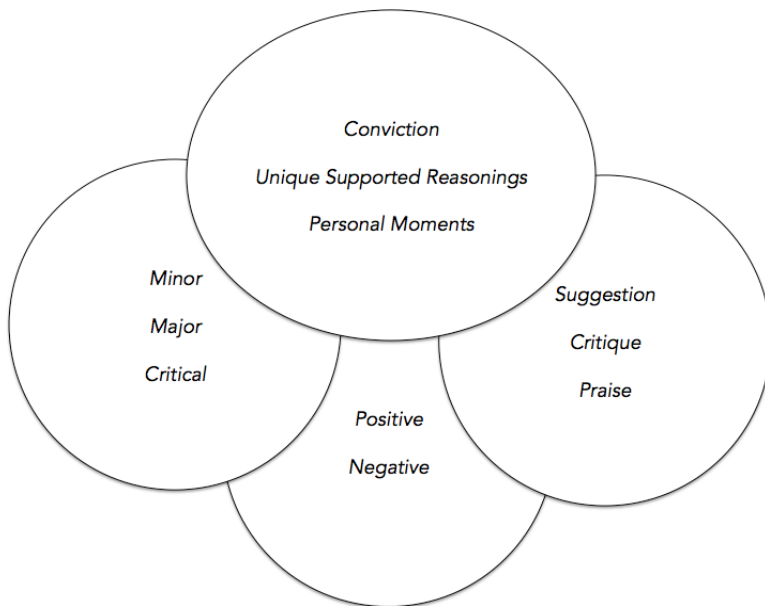 Conviction
Unique Supported Reasonings
Personal Moments
Minor
Major
Critical
Suggestion
Critique
Praise
Positive
Negative